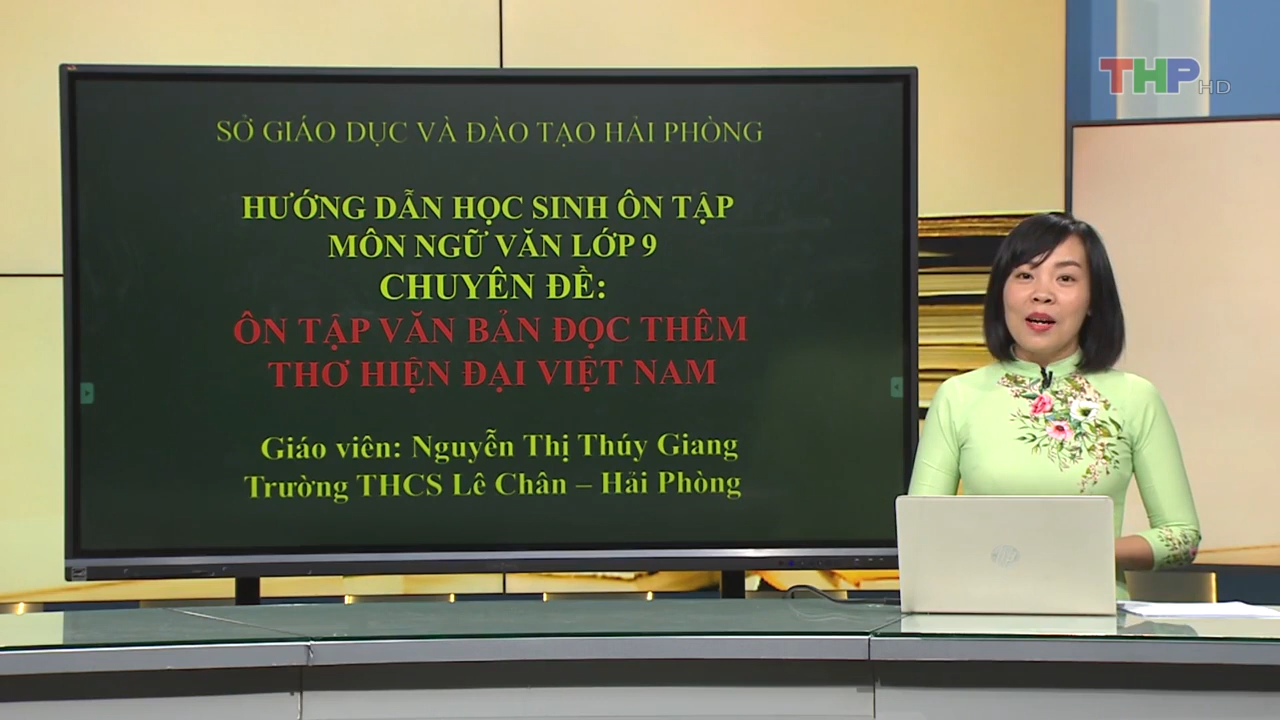 THP HD
SỞ GIÁO DỤC VÀ ĐÀO TẠO HẢI PHÒNG
HƯỚNG DẪN HỌC SINH ÔN TẬP
MÔN NGỮ VĂN LỚP 9
CHUYÊN ĐỀ:
ÔN TẬP VĂN BẢN ĐỌC THÊM
THƠ HIỆN ĐẠI VIỆT NAM
Giáo viên: Nguyễn Thị Thúy Giang
Trường THCS Lê Chân – Hải Phòng
hp